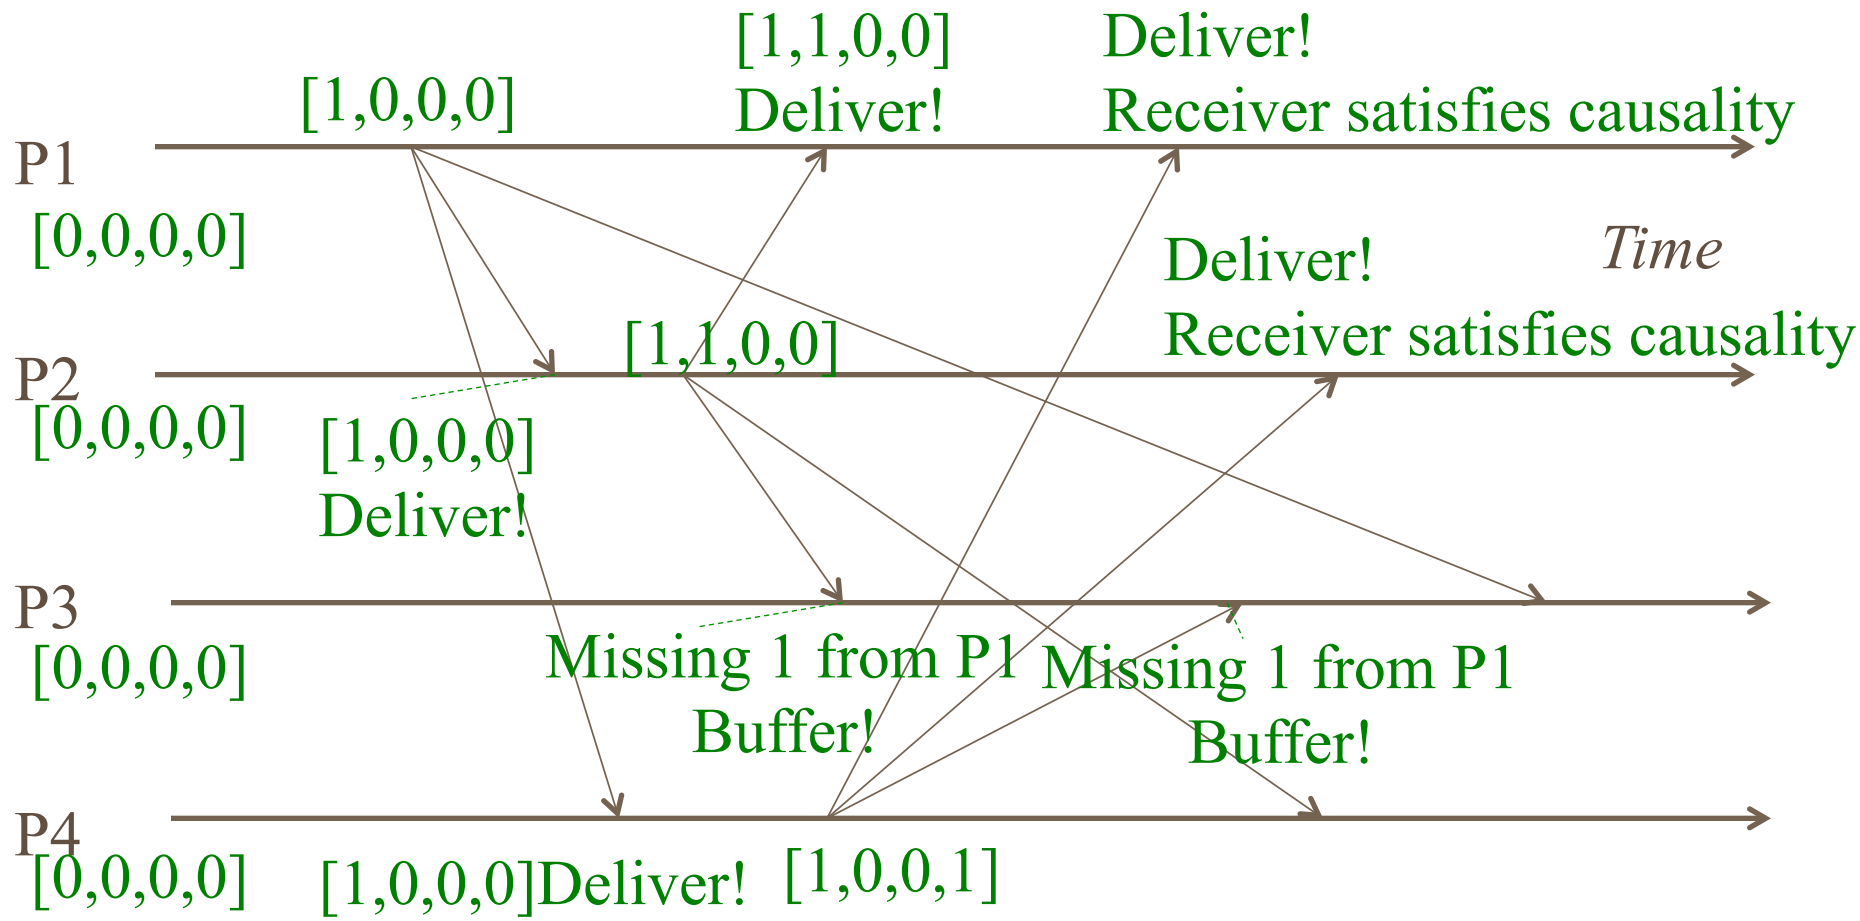 [1,1,0,0]
Deliver!
Deliver!
Receiver satisfies causality
[1,0,0,0]
P1
[0,0,0,0]
Time
Deliver!
Receiver satisfies causality
[1,1,0,0]
P2
[0,0,0,0]
[1,0,0,0]
Deliver!
P3
[0,0,0,0]
Missing 1 from P1
Buffer!
Missing 1 from P1
Buffer!
P4
[0,0,0,0]
[1,0,0,0]Deliver!
[1,0,0,1]